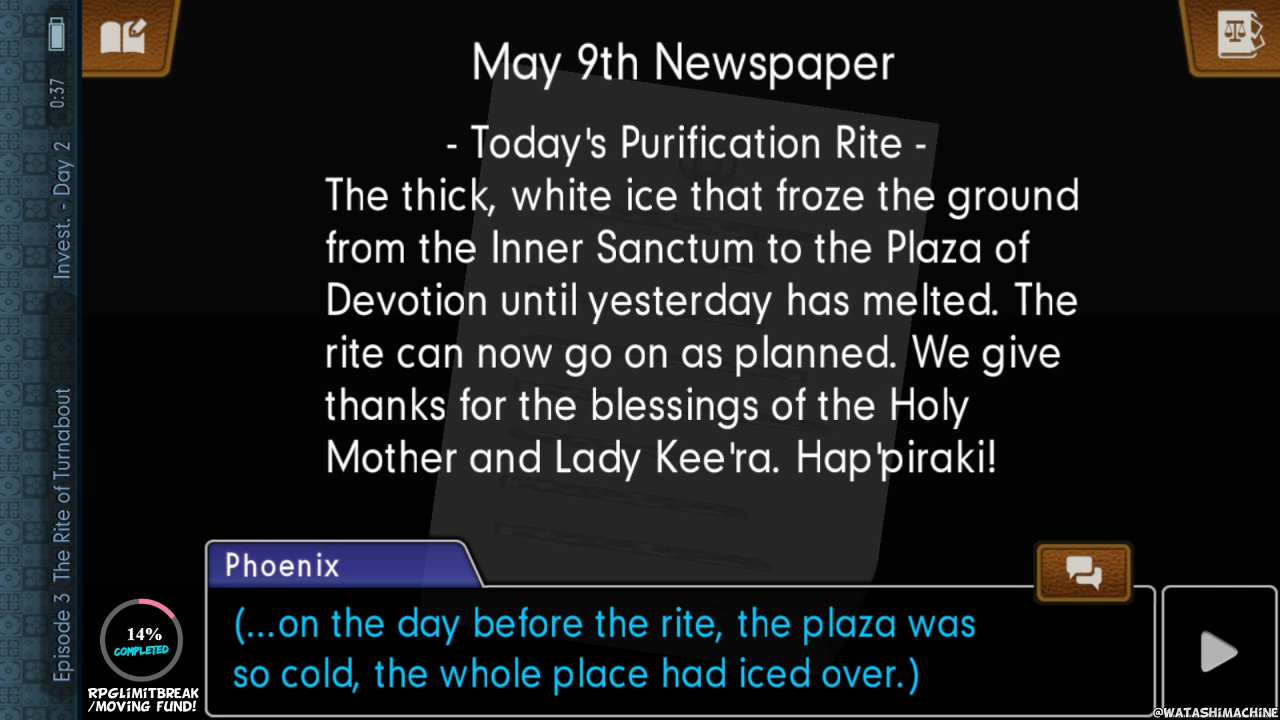 May 9th Newspaper
- Today's Purification Rite -
The thick, white ice that froze the ground
from the Inner Sanctum to the Plaza of
Devotion until yesterday has melted. The
rite can now go on as planned. We give
thanks for the blessings of the Holy
Mother and Lady Kee'ra. Hap'piraki!
Phoenix
(...on the day before the rite, the plaza was
so cold, the whole place had iced over.)
0:37
Invest. - Day 2
Episode 3 The Rite of Turnabout
14%
COMPLETED
RPGLIMITBREAK
/MOVING FUND!
@WATASHIMACHINE